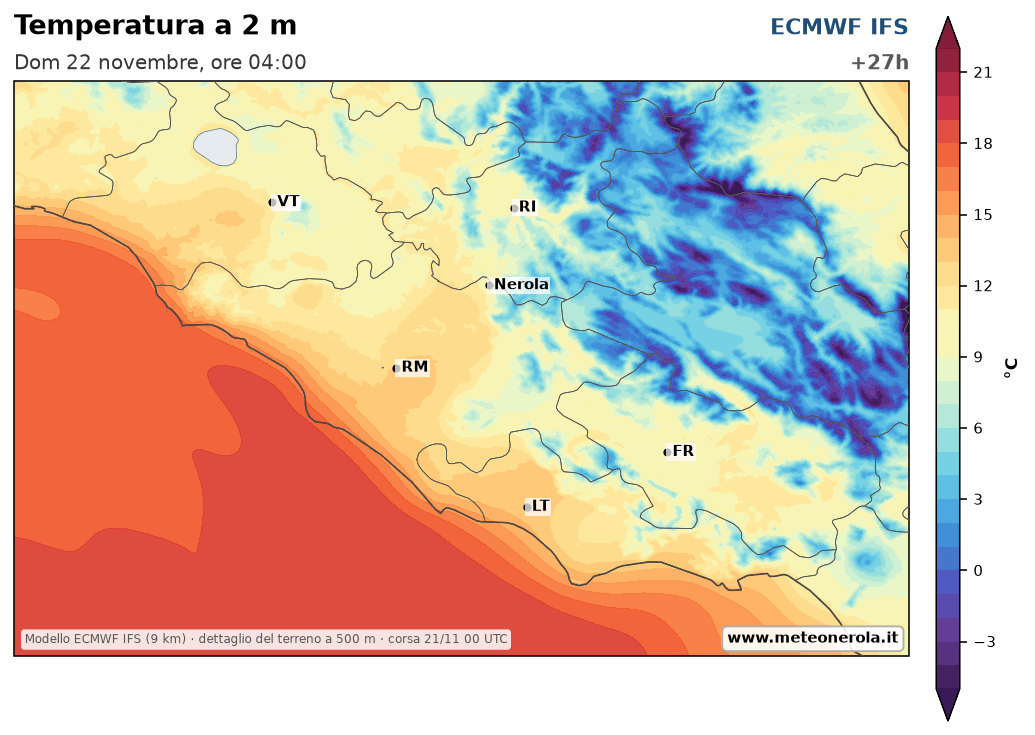 Temperatura a 2 m
ECMWF IFS
Dom 22 novembre, ore 04:00
+27h
VT
RI
Nerola
RM
FR
LT
21
18
15
12
9
6
3
0
−3
°C
Modello ECMWF IFS (9 km) · dettaglio del terreno a 500 m · corsa 21/11 00 UTC
www.meteonerola.it